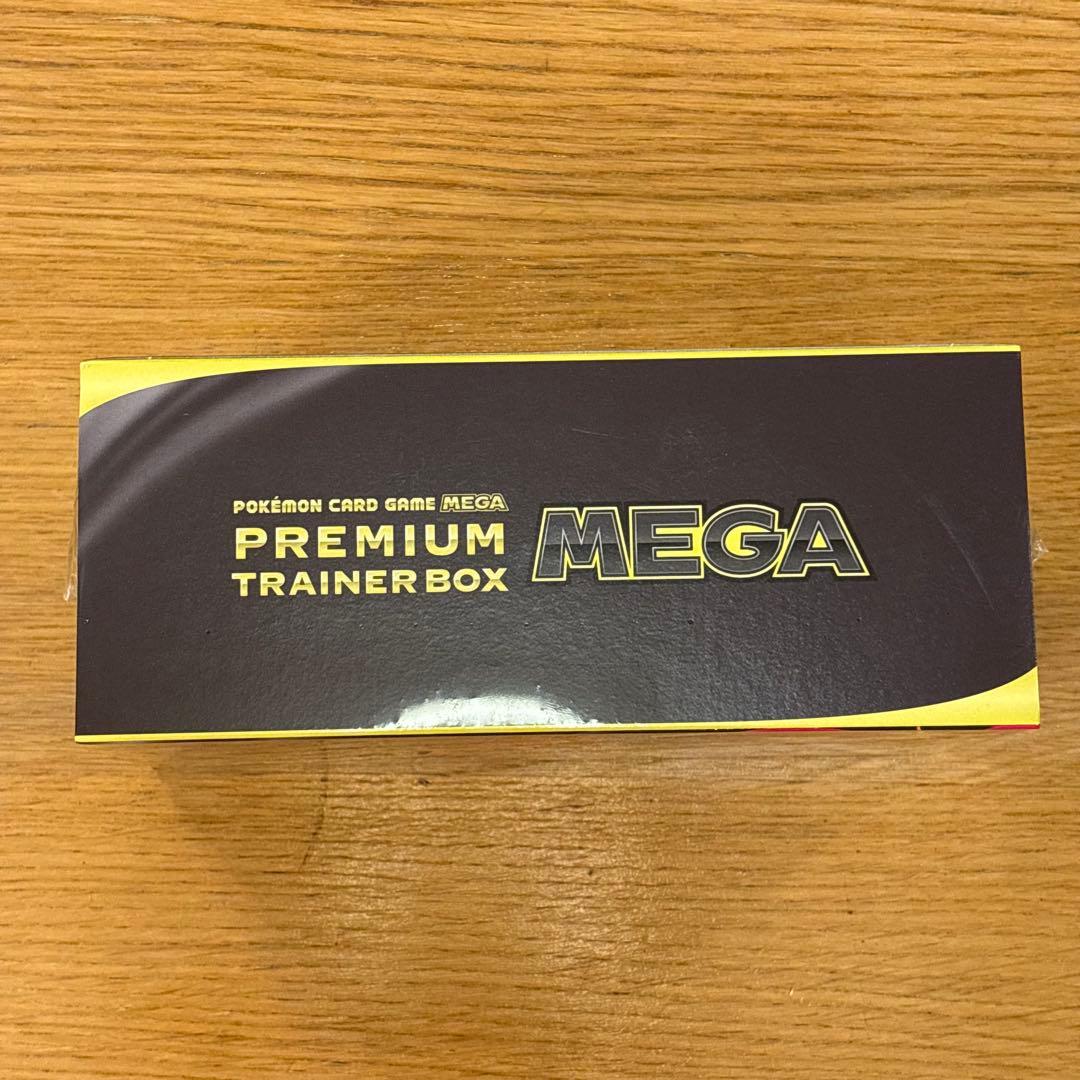 POKÉMON CARD GAME MEGA
PREMIUM
TRAINER BOX
MEGA